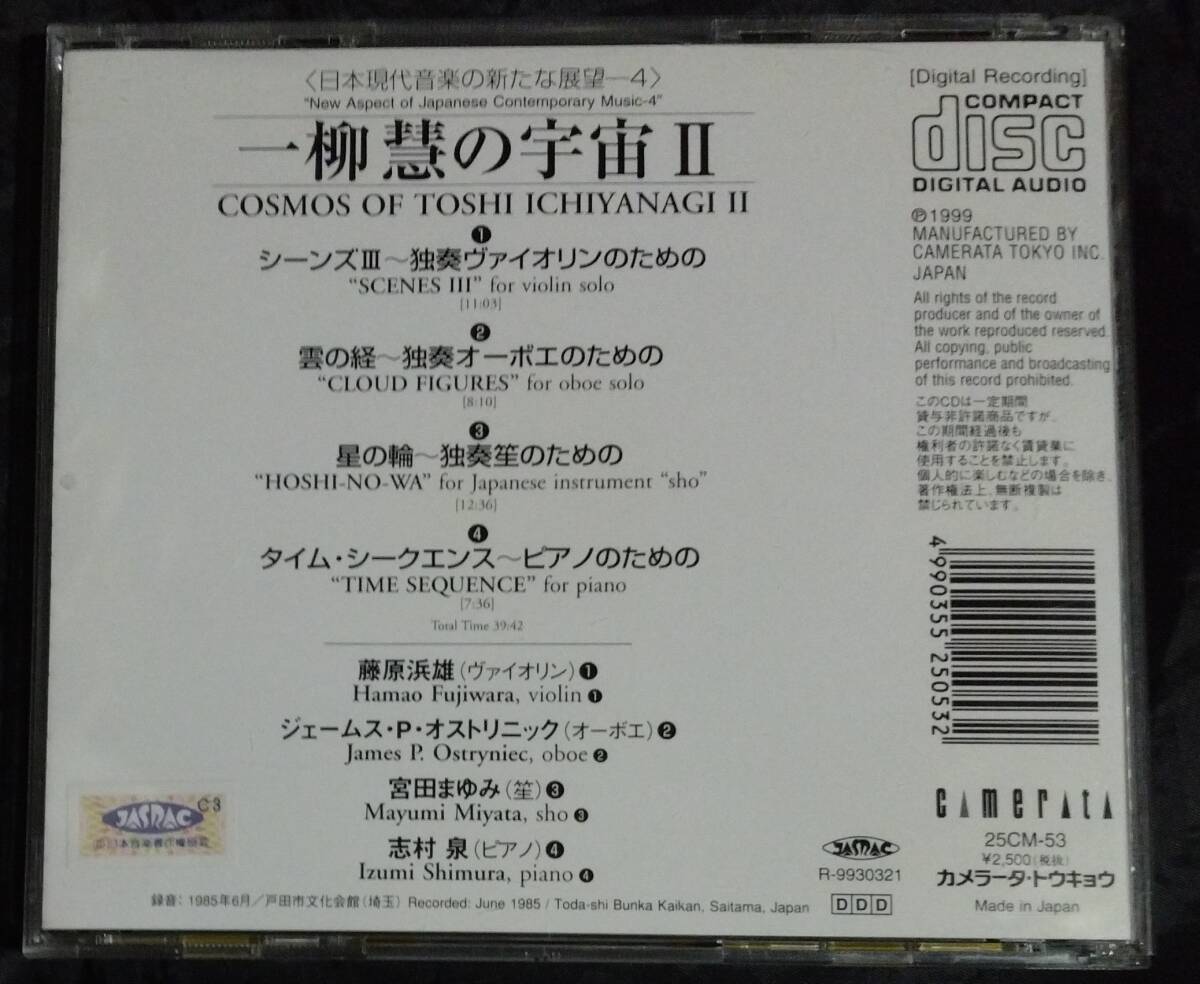 〈日本現代音楽の新たな展望—4〉
"New Aspect of Japanese Contemporary Music-4"
一柳 慧の宇宙 II
COSMOS OF TOSHI ICHIYANAGI II
❶
シーンズIII〜独奏ヴァイオリンのための
"SCENES III" for violin solo
[11:03]
❷
雲の経〜独奏オーボエのための
"CLOUD FIGURES" for oboe solo
[8:10]
❸
星の輪〜独奏笙のための
"HOSHI-NO-WA" for Japanese instrument "sho"
[12:36]
❹
タイム・シークエンス〜ピアノのための
"TIME SEQUENCE" for piano
[7:36]
Total Time 39:42
藤原浜雄(ヴァイオリン)❶
Hamao Fujiwara, violin ❶
ジェームス・P・オストリニック(オーボエ)❷
James P. Ostryniec, oboe ❷
宮田まゆみ(笙)❸
Mayumi Miyata, sho ❸
志村 泉(ピアノ)❹
Izumi Shimura, piano ❹
録音:1985年6月/戸田市文化会館(埼玉) Recorded: June 1985 / Toda-shi Bunka Kaikan, Saitama, Japan
C3
JASRAC
[Digital Recording]
COMPACT
disc
DIGITAL AUDIO
℗1999
MANUFACTURED BY
CAMERATA TOKYO INC.
JAPAN
All rights of the record
producer and of the owner of
the work reproduced reserved.
All copying, public
performance and broadcasting
of this record prohibited.
このCDは一定期間
貸与非許諾商品ですが、
この期間経過後も
権利者の許諾なく賃貸業に
使用することを禁止します。
個人的に楽しむなどの場合を除き、
著作権法上、無断複製は
禁じられています。
4990355 250532
camerata
25CM-53
¥2,500(税抜)
カメラータ・トウキョウ
Made in Japan
JASRAC
R-9930321
DDD